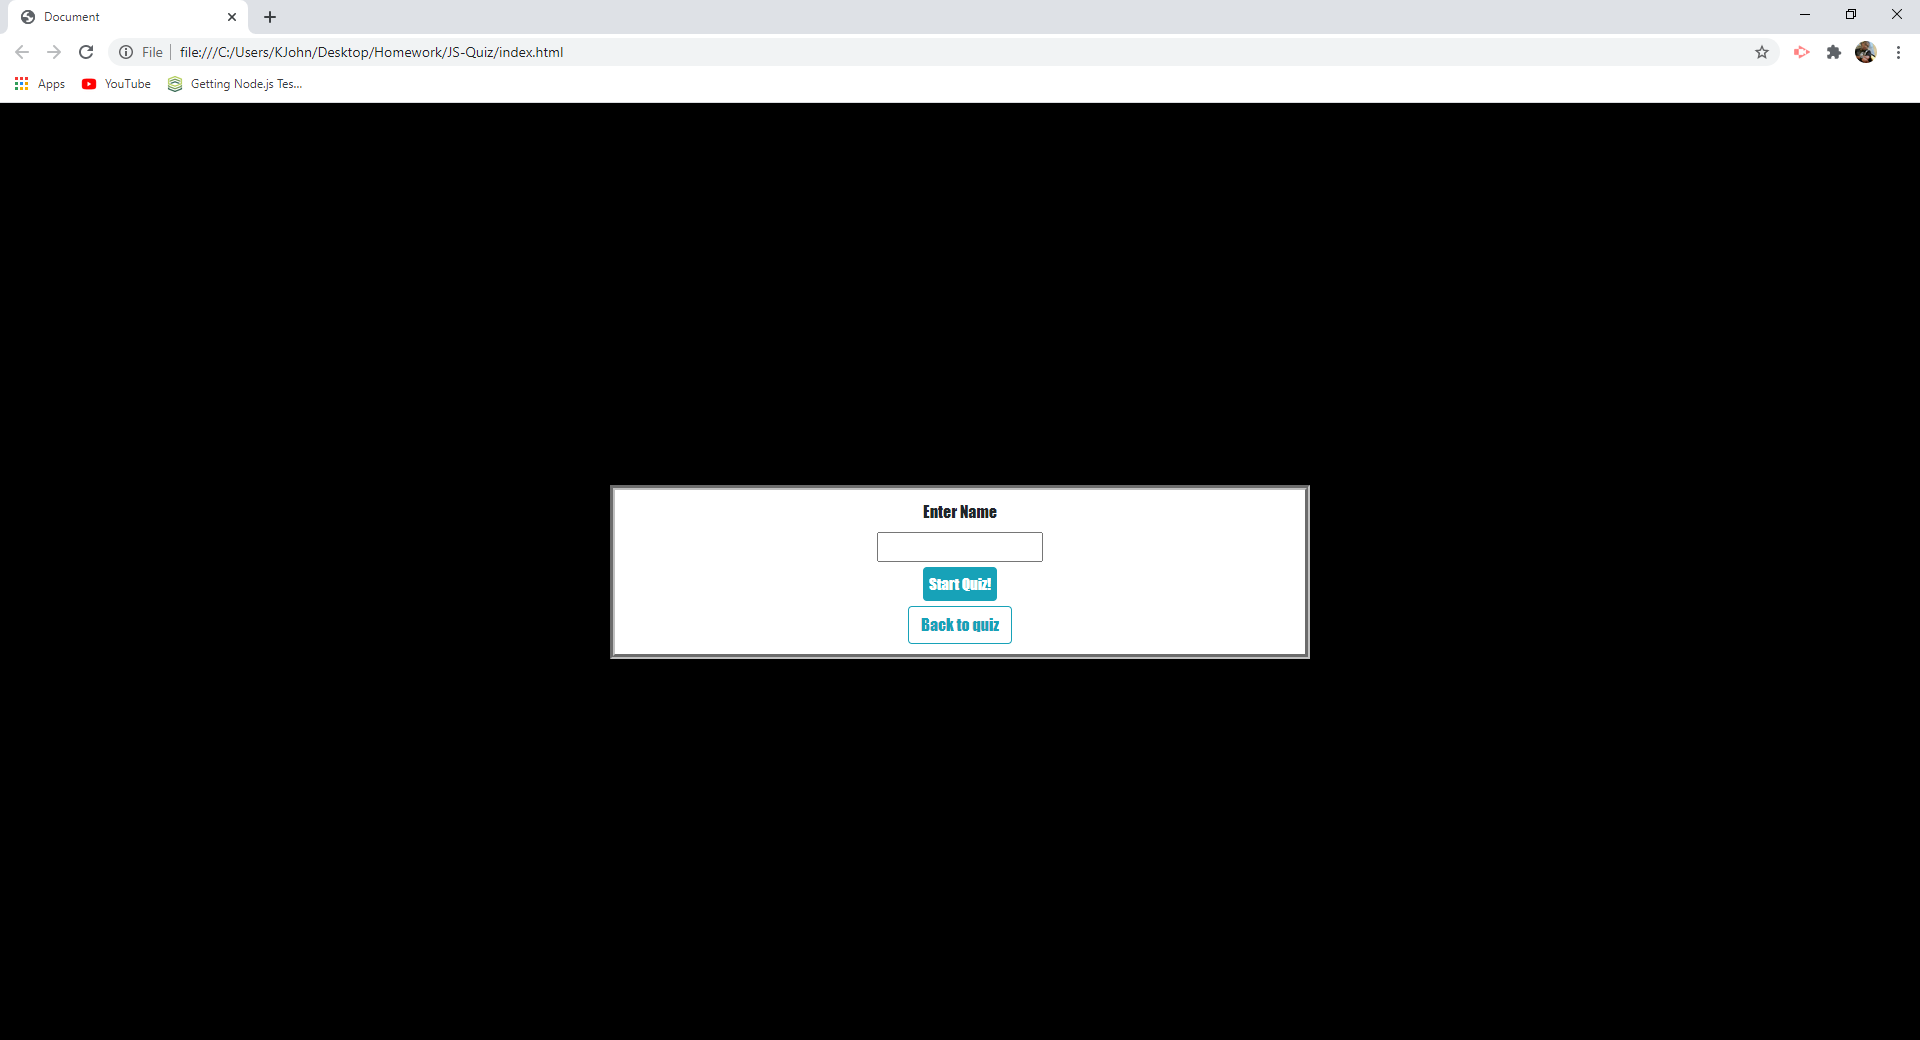 Document
File file:///C:/Users/KJohn/Desktop/Homework/JS-Quiz/index.html
Apps YouTube Getting Node.js Tes...
Enter Name
Start Quiz!
Back to quiz